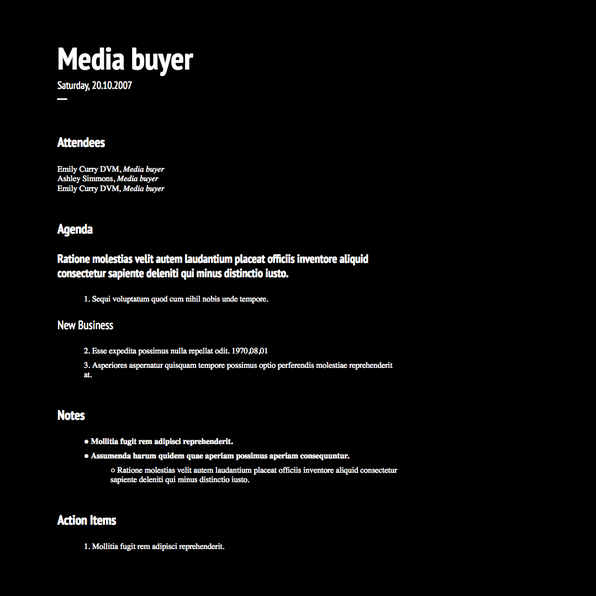 Media buyer
Saturday, 20.10.2007
Attendees
Emily Curry DVM, Media buyer
Ashley Simmons, Media buyer
Emily Curry DVM, Media buyer
Agenda
Ratione molestias velit autem laudantium placeat officiis inventore aliquid
consectetur sapiente deleniti qui minus distinctio iusto.
1. Sequi voluptatum quod cum nihil nobis unde tempore.
New Business
2. Esse expedita possimus nulla repellat odit. 1970,08,01
3. Asperiores aspernatur quisquam tempore possimus optio perferendis molestiae reprehenderit
at.
Notes
● Mollitia fugit rem adipisci reprehenderit.
● Assumenda harum quidem quae aperiam possimus aperiam consequuntur.
○ Ratione molestias velit autem laudantium placeat officiis inventore aliquid consectetur
sapiente deleniti qui minus distinctio iusto.
Action Items
1. Mollitia fugit rem adipisci reprehenderit.